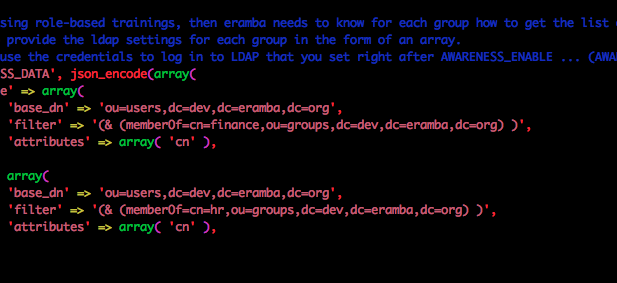 sing role-based trainings, then eramba needs to know for each group how to get the list
provide the ldap settings for each group in the form of an array.
use the credentials to log in to LDAP that you set right after AWARENESS_ENABLE ... (AWA
SS_DATA', json_encode(array(
e' => array(
'base_dn' => 'ou=users,dc=dev,dc=eramba,dc=org',
'filter' => '(& (memberOf=cn=finance,ou=groups,dc=dev,dc=eramba,dc=org) )',
'attributes' => array( 'cn' ),
array(
'base_dn' => 'ou=users,dc=dev,dc=eramba,dc=org',
'filter' => '(& (memberOf=cn=hr,ou=groups,dc=dev,dc=eramba,dc=org) )',
'attributes' => array( 'cn' ),